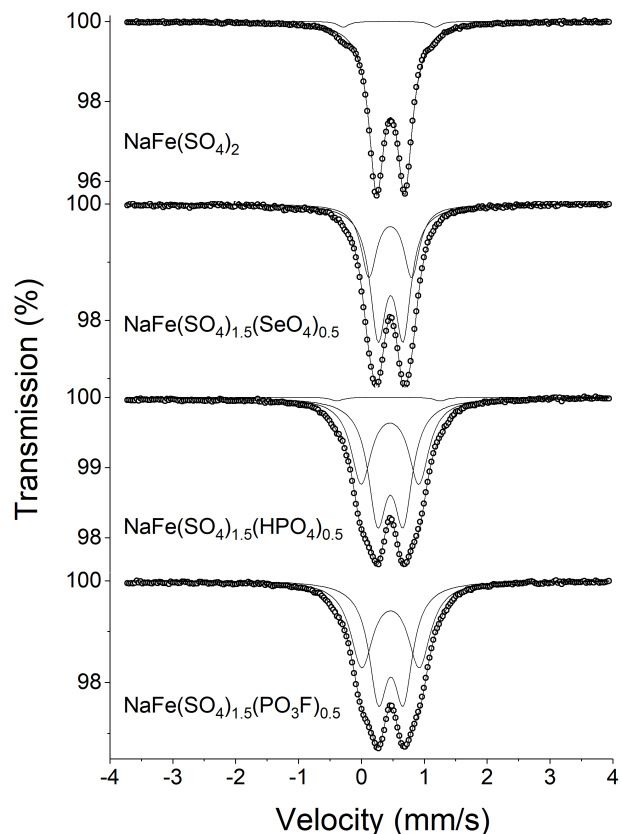 100
98
NaFe(SO₄)₂
96
100
NaFe(SO₄)₁.₅(SeO₄)₀.₅
98
100
99
NaFe(SO₄)₁.₅(HPO₄)₀.₅
98
100
98
NaFe(SO₄)₁.₅(PO₃F)₀.₅
Transmission (%)
-4 -3 -2 -1 0 1 2 3 4
Velocity (mm/s)